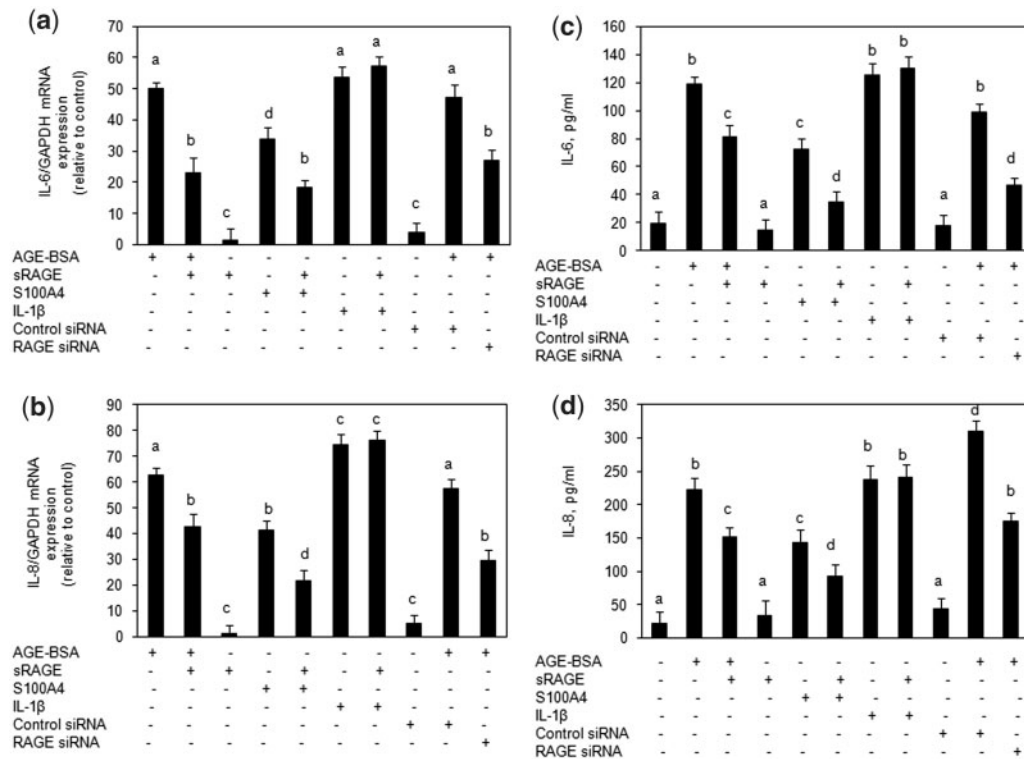 (a)
IL-6/GAPDH mRNA
expression
(relative to control)
70
60
50
40
30
20
10
0
a b c d b a a c a b
AGE-BSA + + - - - - - - + +
sRAGE - + + - + - + - - -
S100A4 - - - + + - - - - -
IL-1β - - - - - + + - - -
Control siRNA - - - - - - - + + -
RAGE siRNA - - - - - - - - - +
(b)
IL-8/GAPDH mRNA
expression
(relative to control)
90
80
70
60
50
40
30
20
10
0
a b c b d c c c a b
AGE-BSA + + - - - - - - + +
sRAGE - + + - + - + - - -
S100A4 - - - + + - - - - -
IL-1β - - - - - + + - - -
Control siRNA - - - - - - - + + -
RAGE siRNA - - - - - - - - - +
(c)
IL-6, pg/ml
160
140
120
100
80
60
40
20
0
a b c a c d b b a b d
AGE-BSA - + + - - - - - - + +
sRAGE - - + + - + - + - - -
S100A4 - - - - + + - - - - -
IL-1β - - - - - - + + - - -
Control siRNA - - - - - - - - + + -
RAGE siRNA - - - - - - - - - - +
(d)
IL-8, pg/ml
350
300
250
200
150
100
50
0
a b c a c d b b a d b
AGE-BSA - + + - - - - - - + +
sRAGE - - + + - + - + - - -
S100A4 - - - - + + - - - - -
IL-1β - - - - - - + + - - -
Control siRNA - - - - - - - - + + -
RAGE siRNA - - - - - - - - - - +